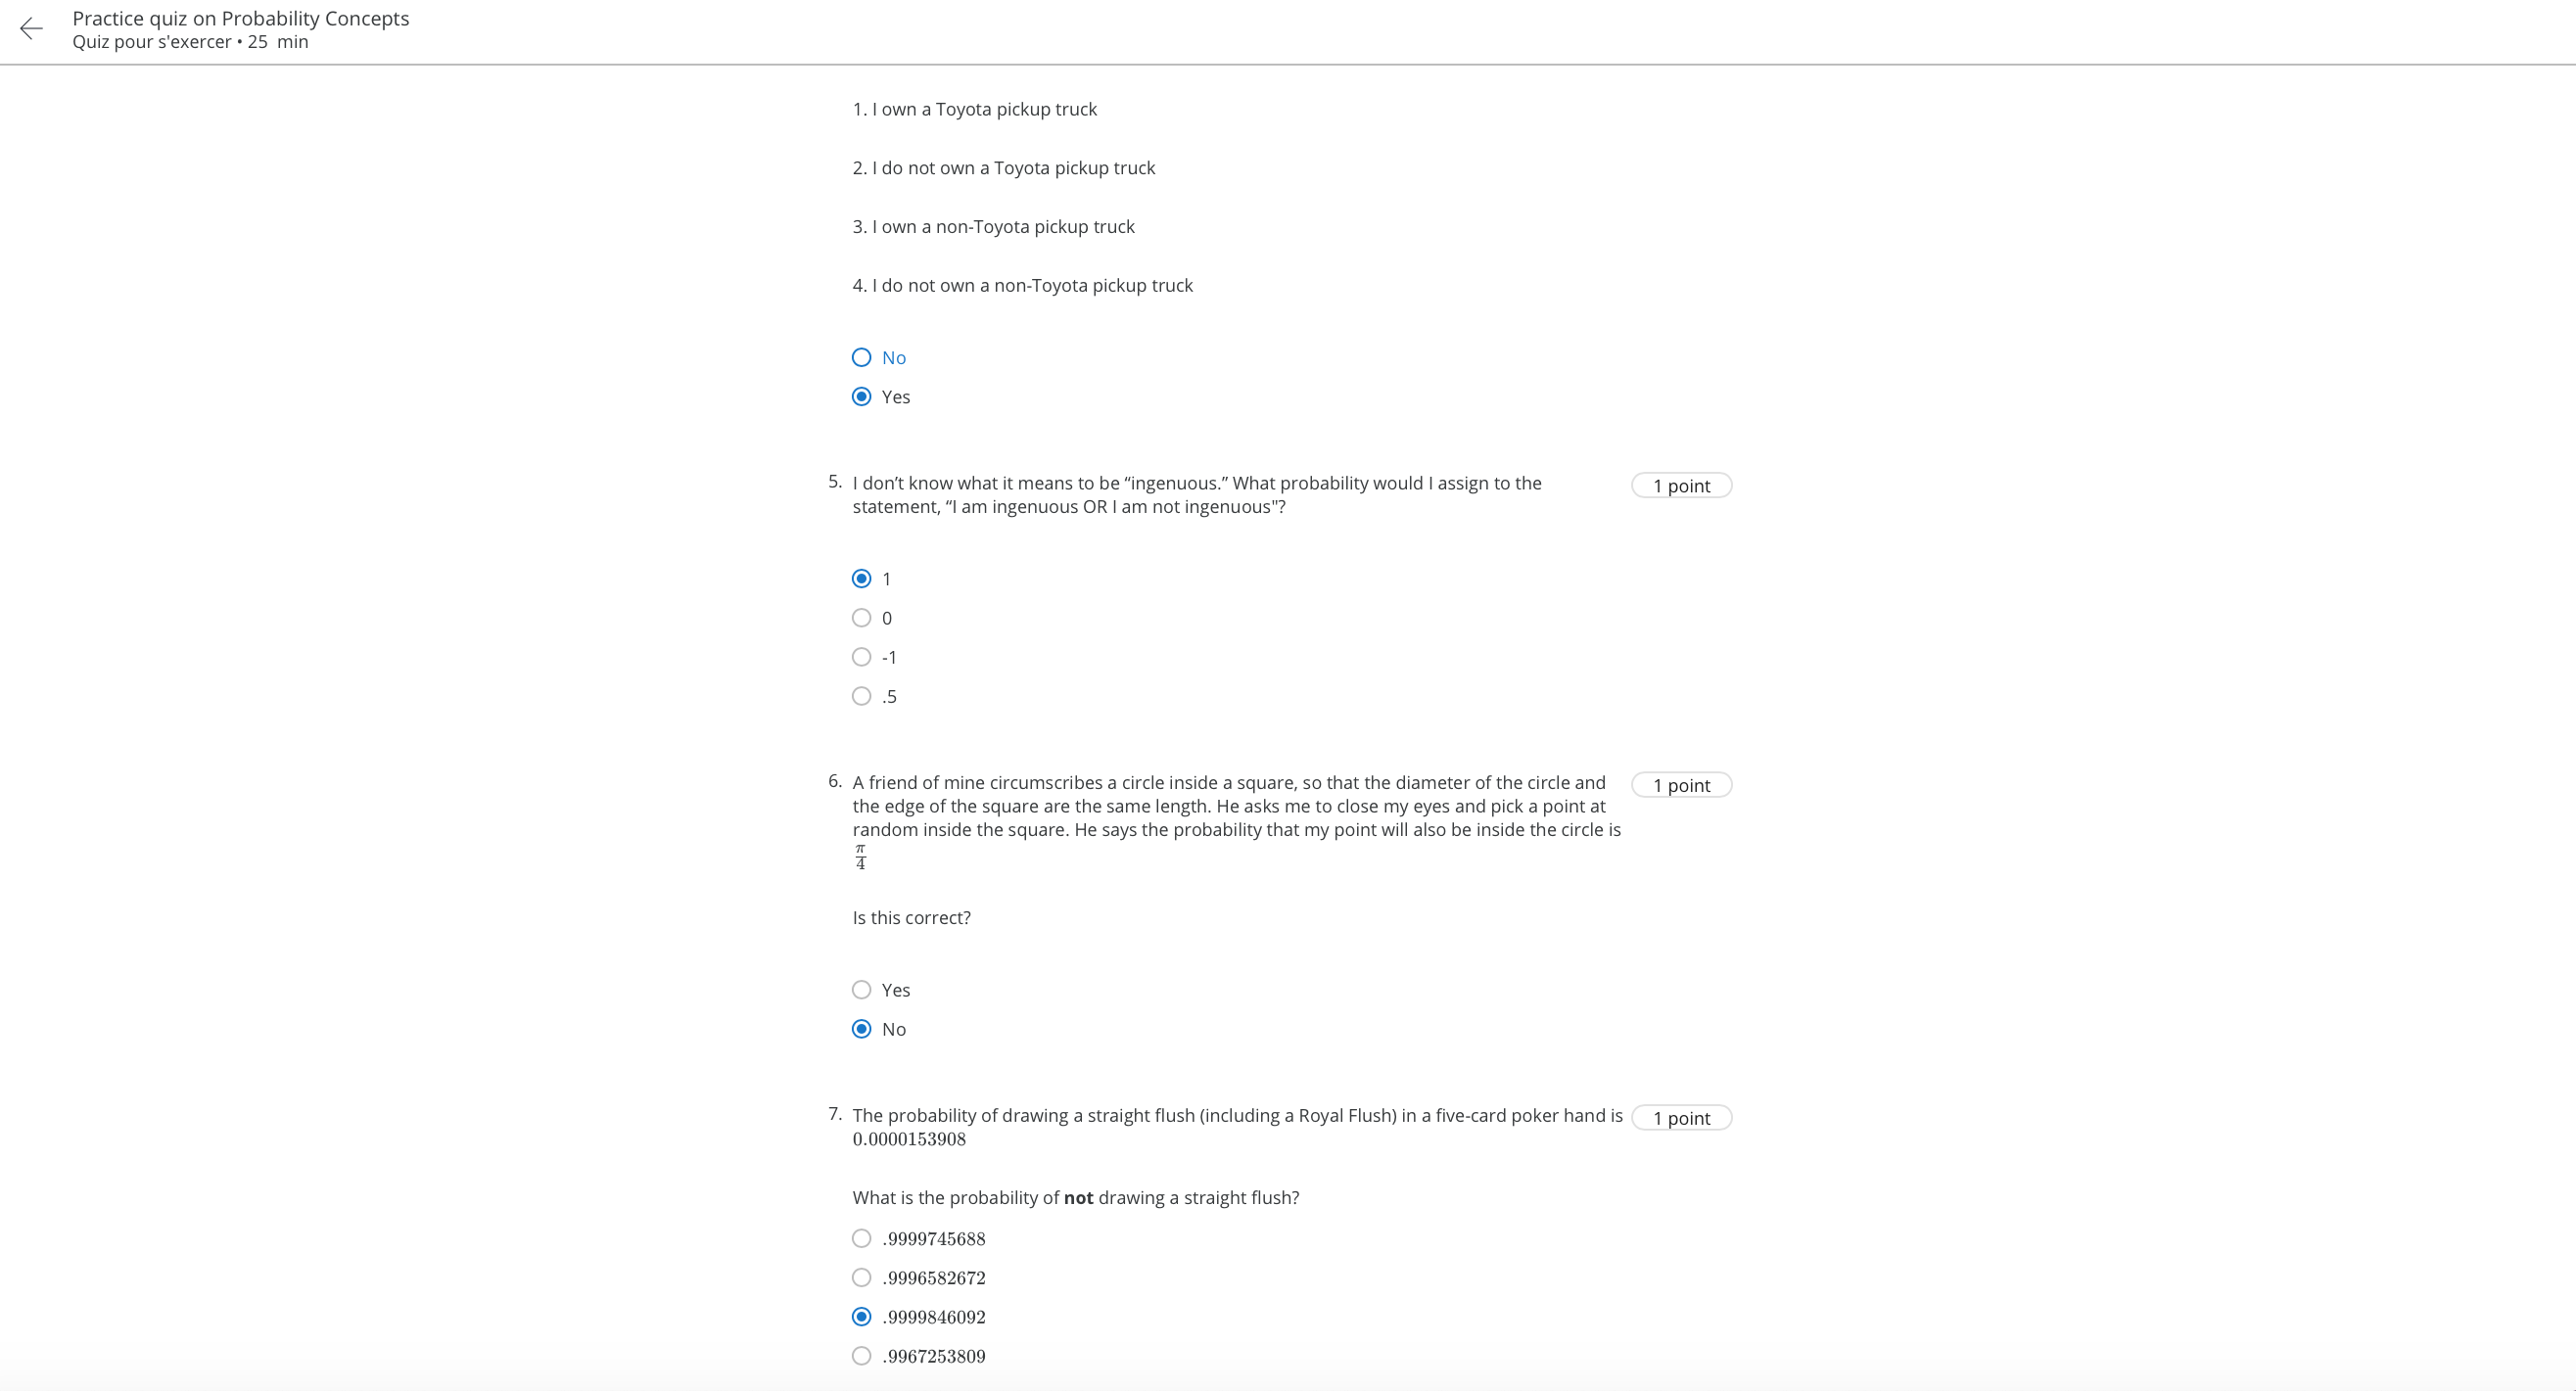 Practice quiz on Probability Concepts
Quiz pour s'exercer • 25 min
1. I own a Toyota pickup truck
2. I do not own a Toyota pickup truck
3. I own a non-Toyota pickup truck
4. I do not own a non-Toyota pickup truck
No
Yes
5. I don’t know what it means to be “ingenuous.” What probability would I assign to the
statement, “I am ingenuous OR I am not ingenuous"?
1 point
1
0
-1
.5
6. A friend of mine circumscribes a circle inside a square, so that the diameter of the circle and
the edge of the square are the same length. He asks me to close my eyes and pick a point at
random inside the square. He says the probability that my point will also be inside the circle is
π
4
1 point
Is this correct?
Yes
No
7. The probability of drawing a straight flush (including a Royal Flush) in a five-card poker hand is
0.0000153908
1 point
What is the probability of not drawing a straight flush?
.9999745688
.9996582672
.9999846092
.9967253809